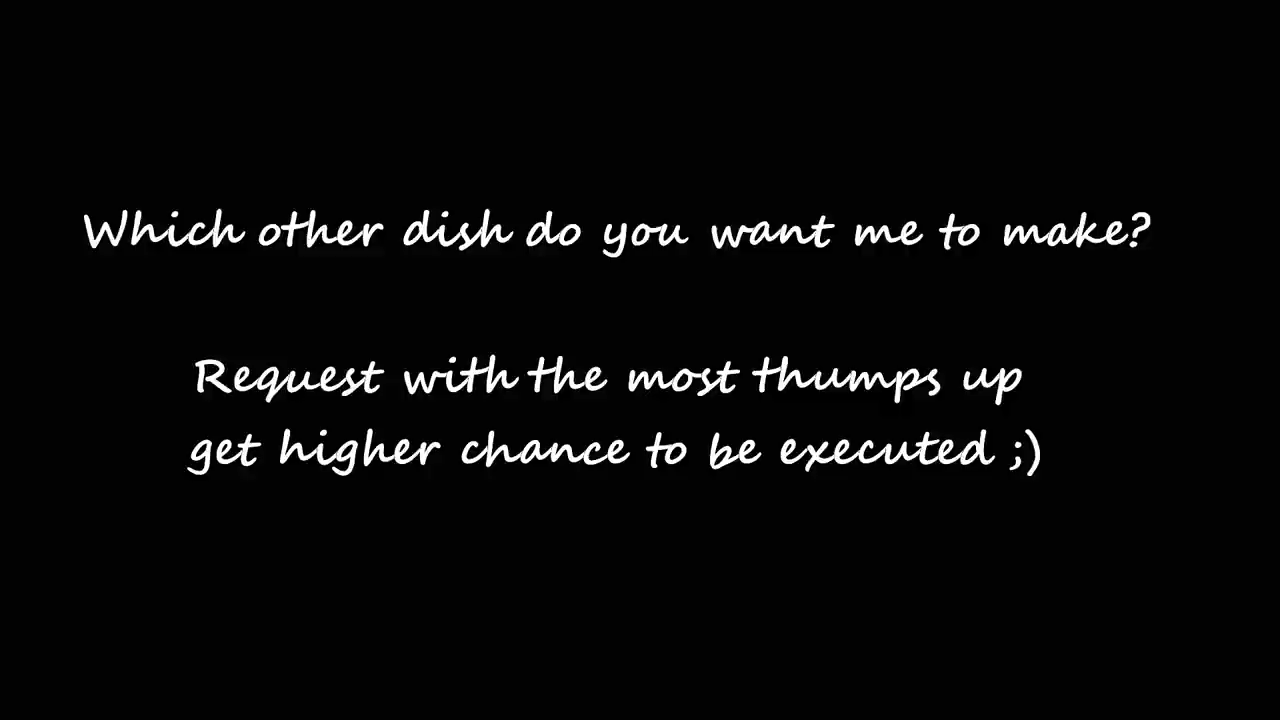 Which other dish do you want me to make?
Request with the most thumps up
get higher chance to be executed ;)